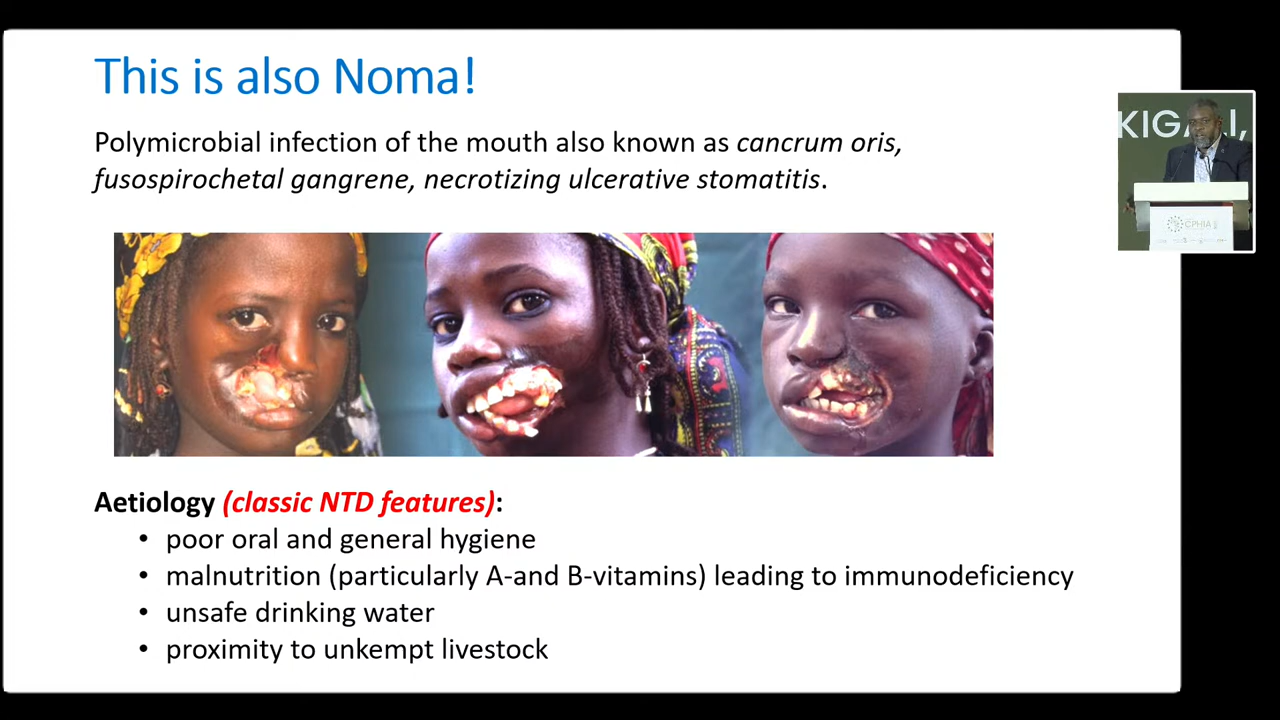 This is also Noma!
Polymicrobial infection of the mouth also known as cancrum oris,
fusospirochetal gangrene, necrotizing ulcerative stomatitis.
KIGALI,
CPHIA
Aetiology (classic NTD features):
• poor oral and general hygiene
• malnutrition (particularly A-and B-vitamins) leading to immunodeficiency
• unsafe drinking water
• proximity to unkempt livestock